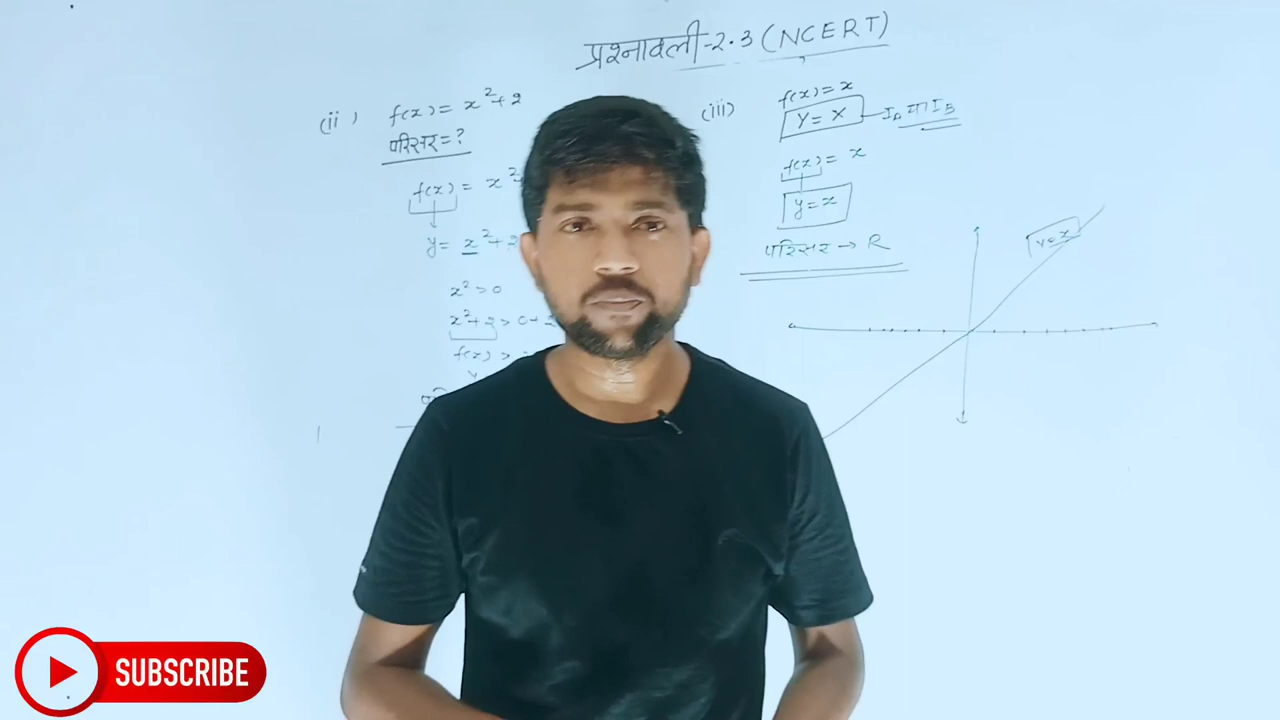 प्रश्नावली-2.3 (NCERT)
(ii) f(x) = x²+2
परिसर = ?
f(x) = x²
y = x²+2
x² > 0
x²+2 > 0+
f(x) >
(iii) f(x) = x
Y = X
f(x) = x
y = x
परिसर → R
y = x
SUBSCRIBE